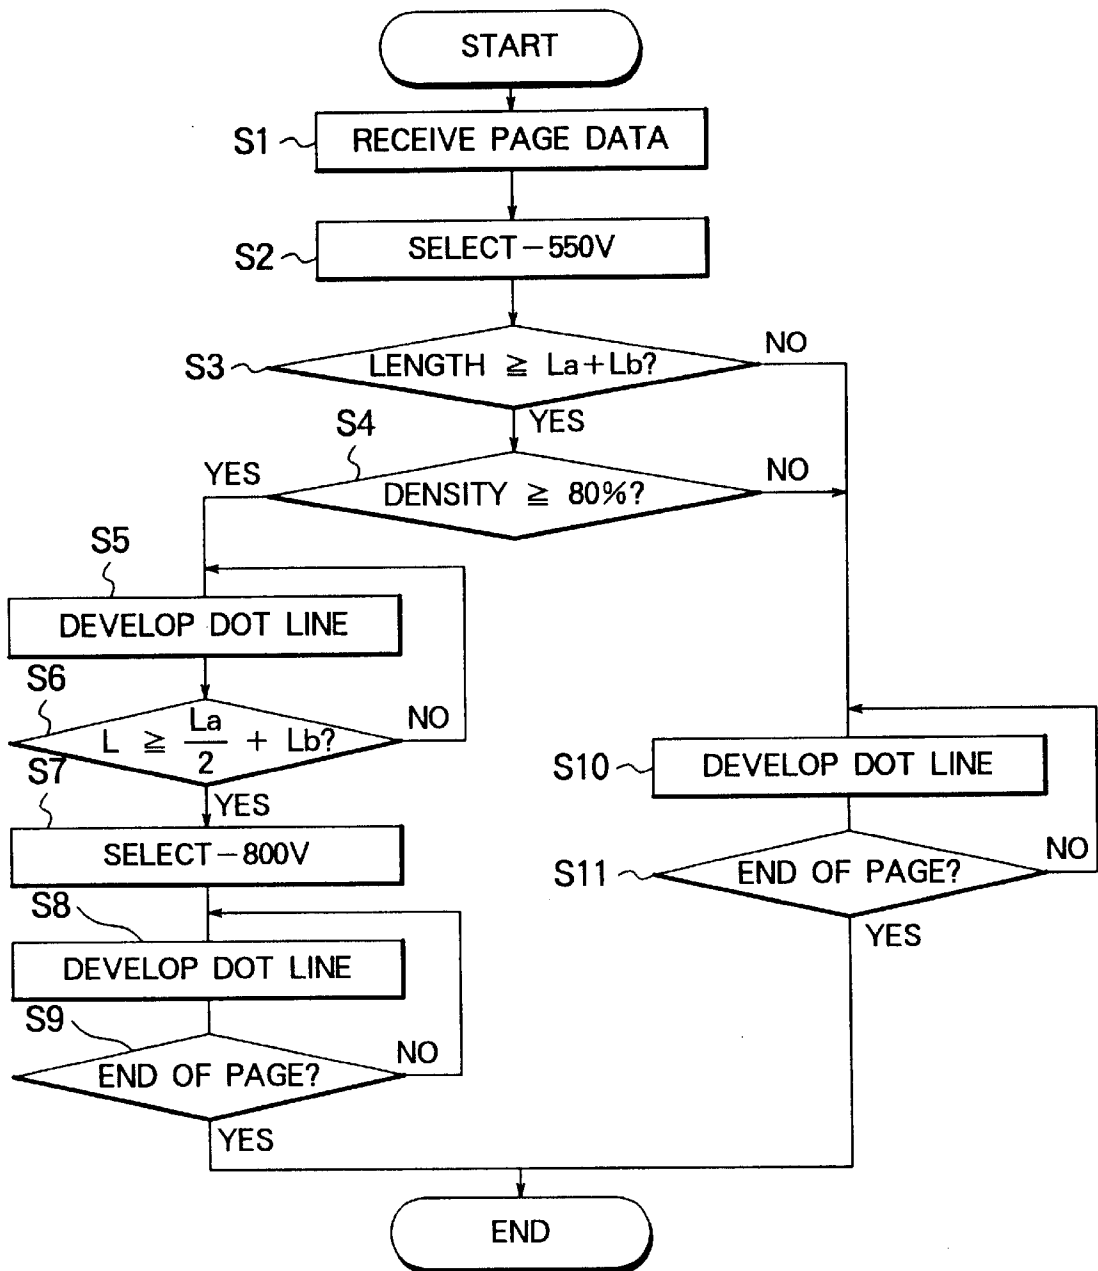 START
S1
RECEIVE PAGE DATA
S2
SELECT-550V
S3
LENGTH ≧ La+Lb?
NO
YES
S4
YES
DENSITY ≧ 80%?
NO
S5
DEVELOP DOT LINE
S6
L ≧ La/2 + Lb?
NO
YES
S7
SELECT-800V
S8
DEVELOP DOT LINE
S9
END OF PAGE?
NO
YES
S10
DEVELOP DOT LINE
S11
END OF PAGE?
NO
YES
END